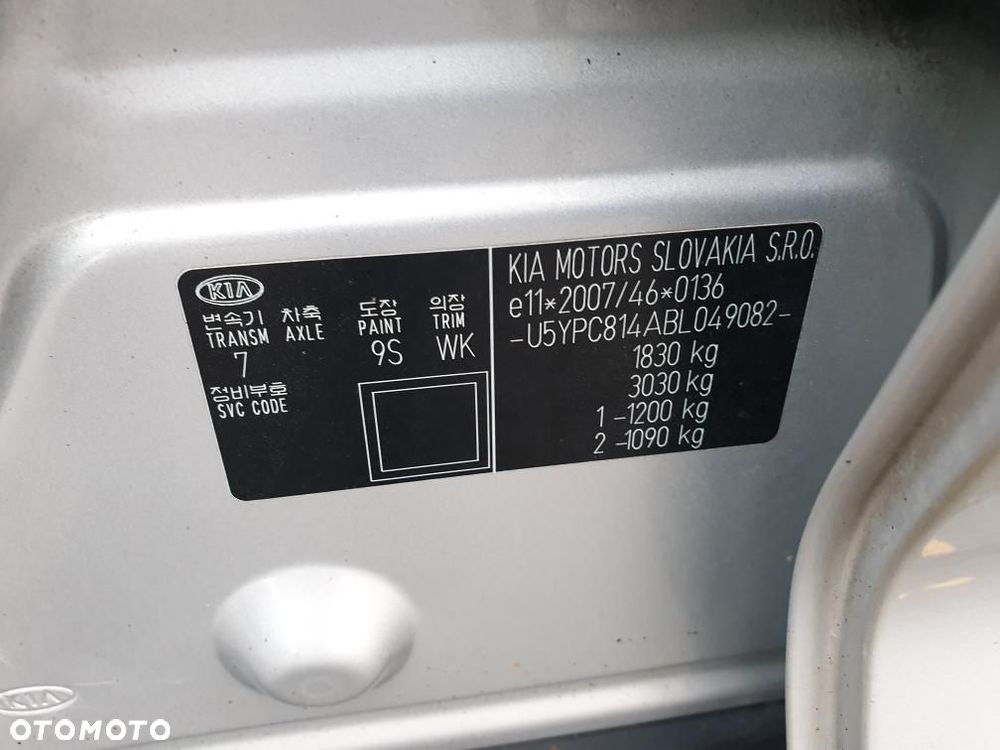 KIA
변속기 차축 도장 의장
TRANSM AXLE PAINT TRIM
7 9S WK
정비부호
SVC CODE
KIA MOTORS SLOVAKIA S.R.O.
e11*2007/46*0136
-U5YPC814ABL049082-
1830 kg
3030 kg
1-1200 kg
2-1090 kg
KIA
OTOMOTO